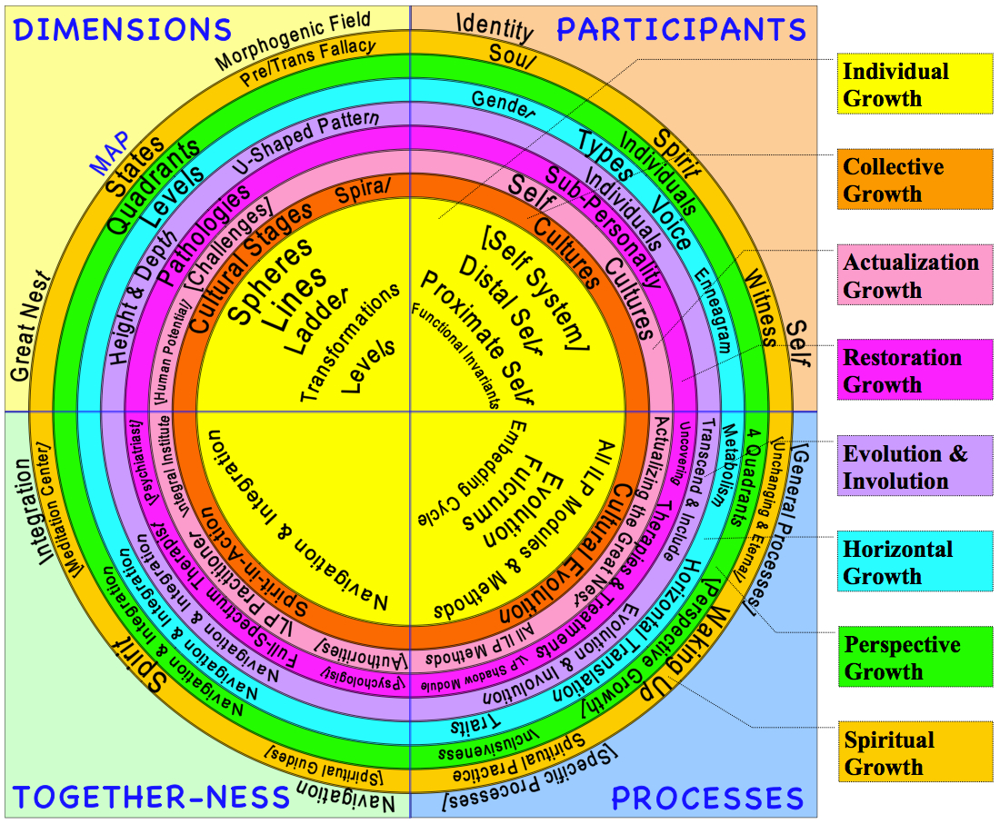 DIMENSIONS
Morphogenic Field
Pre/Trans Fallacy
MAP
States
Great Nest
Quadrants
Levels
U-Shaped Pattern
Height & Depth
Pathologies
[Challenges]
[Human Potential]
Spiral
Cultural Stages
Spheres
Lines
Ladder
Transformations
Levels
PARTICIPANTS
Identity
Soul
Spirit
Witness
Self
Individuals
Gender
Types
Voice
Enneagram
Individuals
Sub-Personality
Self
Cultures
Cultures
[Self System]
Distal Self
Proximate Self
Functional Invariants
Individual
Growth
Collective
Growth
Actualization
Growth
Restoration
Growth
Evolution &
Involution
Horizontal
Growth
Perspective
Growth
Spiritual
Growth
Integration
[Meditation Center]
Spirit
[Spiritual Guides]
Navigation
Navigation & Integration
Navigation & Integration
Navigation & Integration
[Psychiatrist]
Full-Spectrum Therapist
[Psychologist]
Integral Institute
ILP Practitioner
[Authorities]
Spirit-in-Action
Navigation & Integration
TOGETHER-NESS
Embedding Cycle
Fulcrums
Evolution
All ILP Modules & Methods
Cultural Evolution
Actualizing the Great Nest
All ILP Methods
Uncovering
Therapies & Treatments
ILP Shadow Module
Transcend & Include
Evolution & Involution
Metabolism
Horizontal Translation
Traits
4 Quadrants
[Perspective Growth]
Inclusiveness
[Unchanging & Eternal]
Waking Up
Spiritual Practice
[General Processes]
[Specific Processes]
PROCESSES